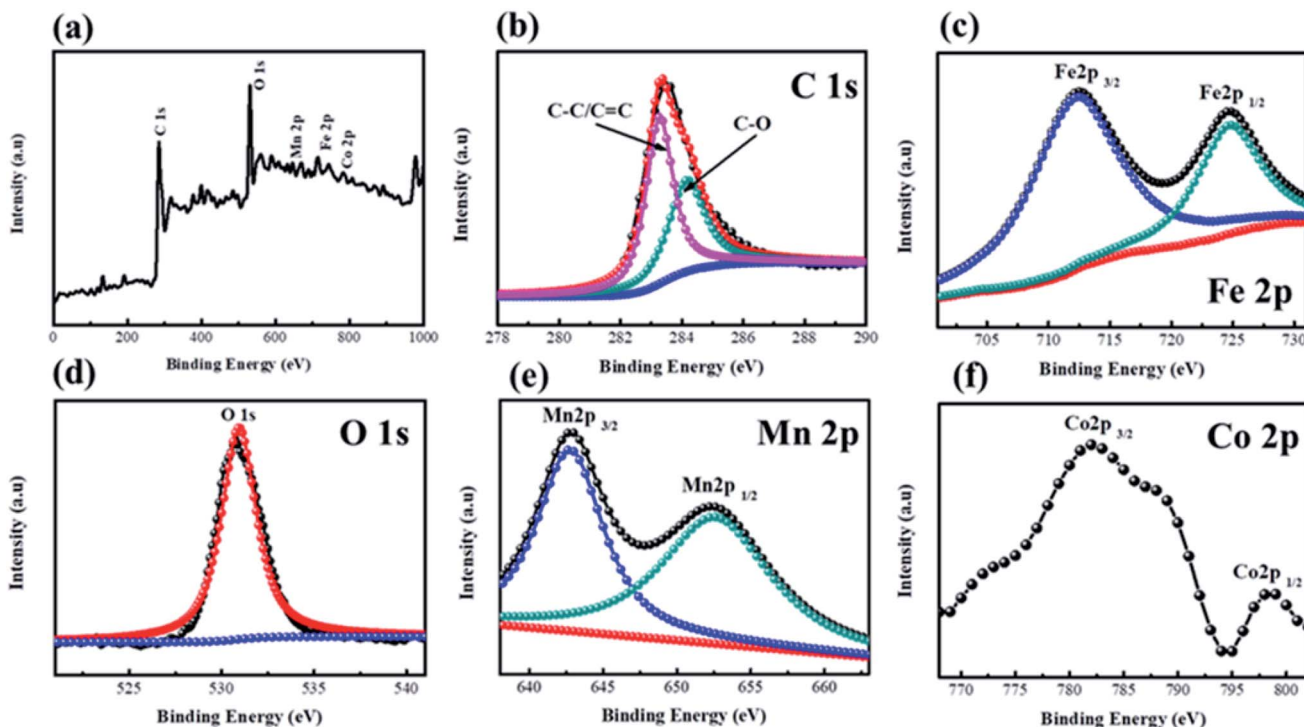 (a)
C 1s
O 1s
Mn 2p
Fe 2p
Co 2p
Intensity (a.u)
0 200 400 600 800 1000
Binding Energy (eV)
(b)
C 1s
C-C/C=C
C-O
Intensity (a.u)
278 280 282 284 286 288 290
Binding Energy (eV)
(c)
Fe2p 3/2
Fe2p 1/2
Fe 2p
Intensity (a.u)
705 710 715 720 725 730
Binding Energy (eV)
(d)
O 1s
O 1s
Intensity (a.u)
525 530 535 540
Binding Energy (eV)
(e)
Mn2p 3/2
Mn 2p
Mn2p 1/2
Intensity (a.u)
640 645 650 655 660
Binding Energy (eV)
(f)
Co2p 3/2
Co 2p
Co2p 1/2
Intensity (a.u)
770 775 780 785 790 795 800
Binding Energy (eV)